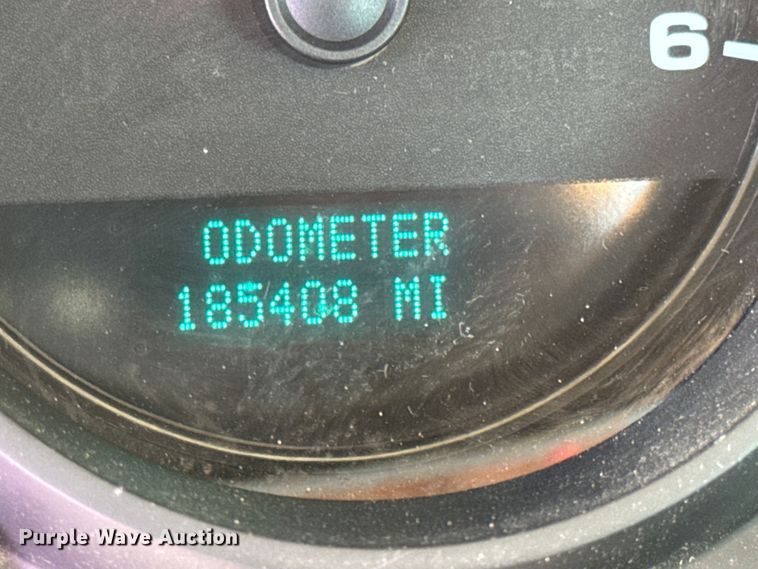 6
ODOMETER
185408 MI
Purple Wave Auction